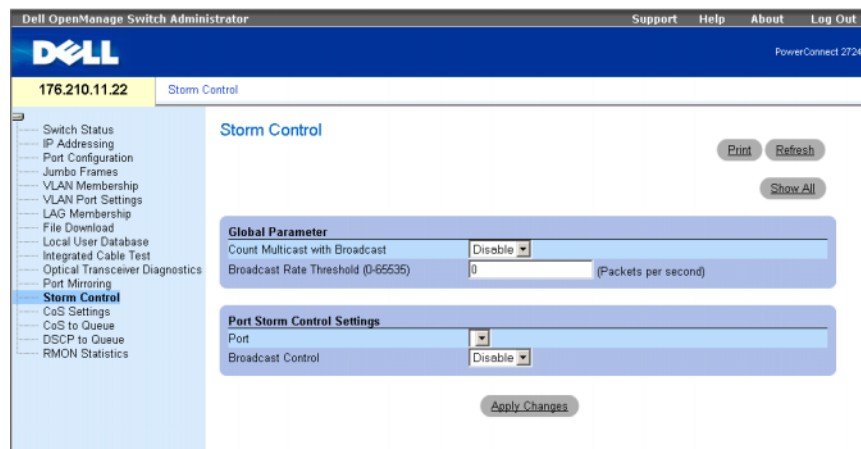 Dell OpenManage Switch Administrator
Support Help About Log Out
DELL
PowerConnect 2724
176.210.11.22
Storm Control
Switch Status
IP Addressing
Port Configuration
Jumbo Frames
VLAN Membership
VLAN Port Settings
LAG Membership
File Download
Local User Database
Integrated Cable Test
Optical Transceiver Diagnostics
Port Mirroring
Storm Control
CoS Settings
CoS to Queue
DSCP to Queue
RMON Statistics
Storm Control
Print Refresh
Show All
Global Parameter
Count Multicast with Broadcast Disable
Broadcast Rate Threshold (0-65535) 0 (Packets per second)
Port Storm Control Settings
Port
Broadcast Control Disable
Apply Changes